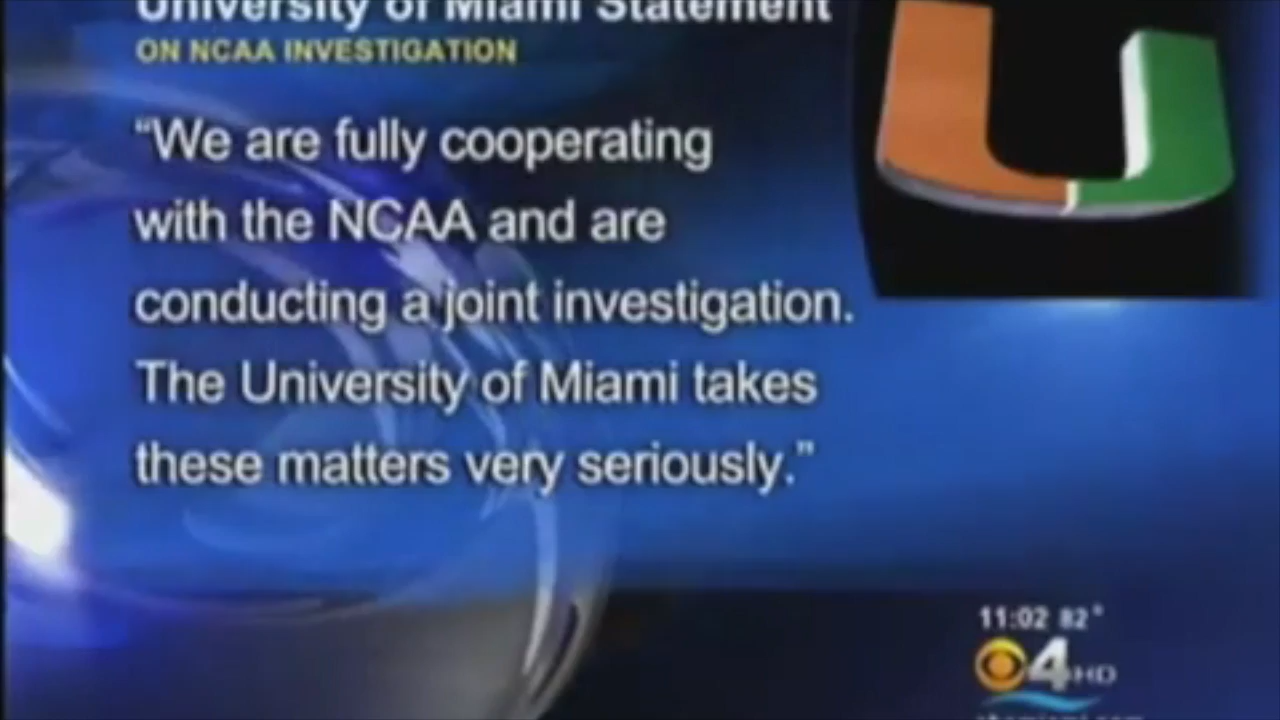 University of Miami Statement
ON NCAA INVESTIGATION
“We are fully cooperating
with the NCAA and are
conducting a joint investigation.
The University of Miami takes
these matters very seriously.”
11:02 82°
4 HD